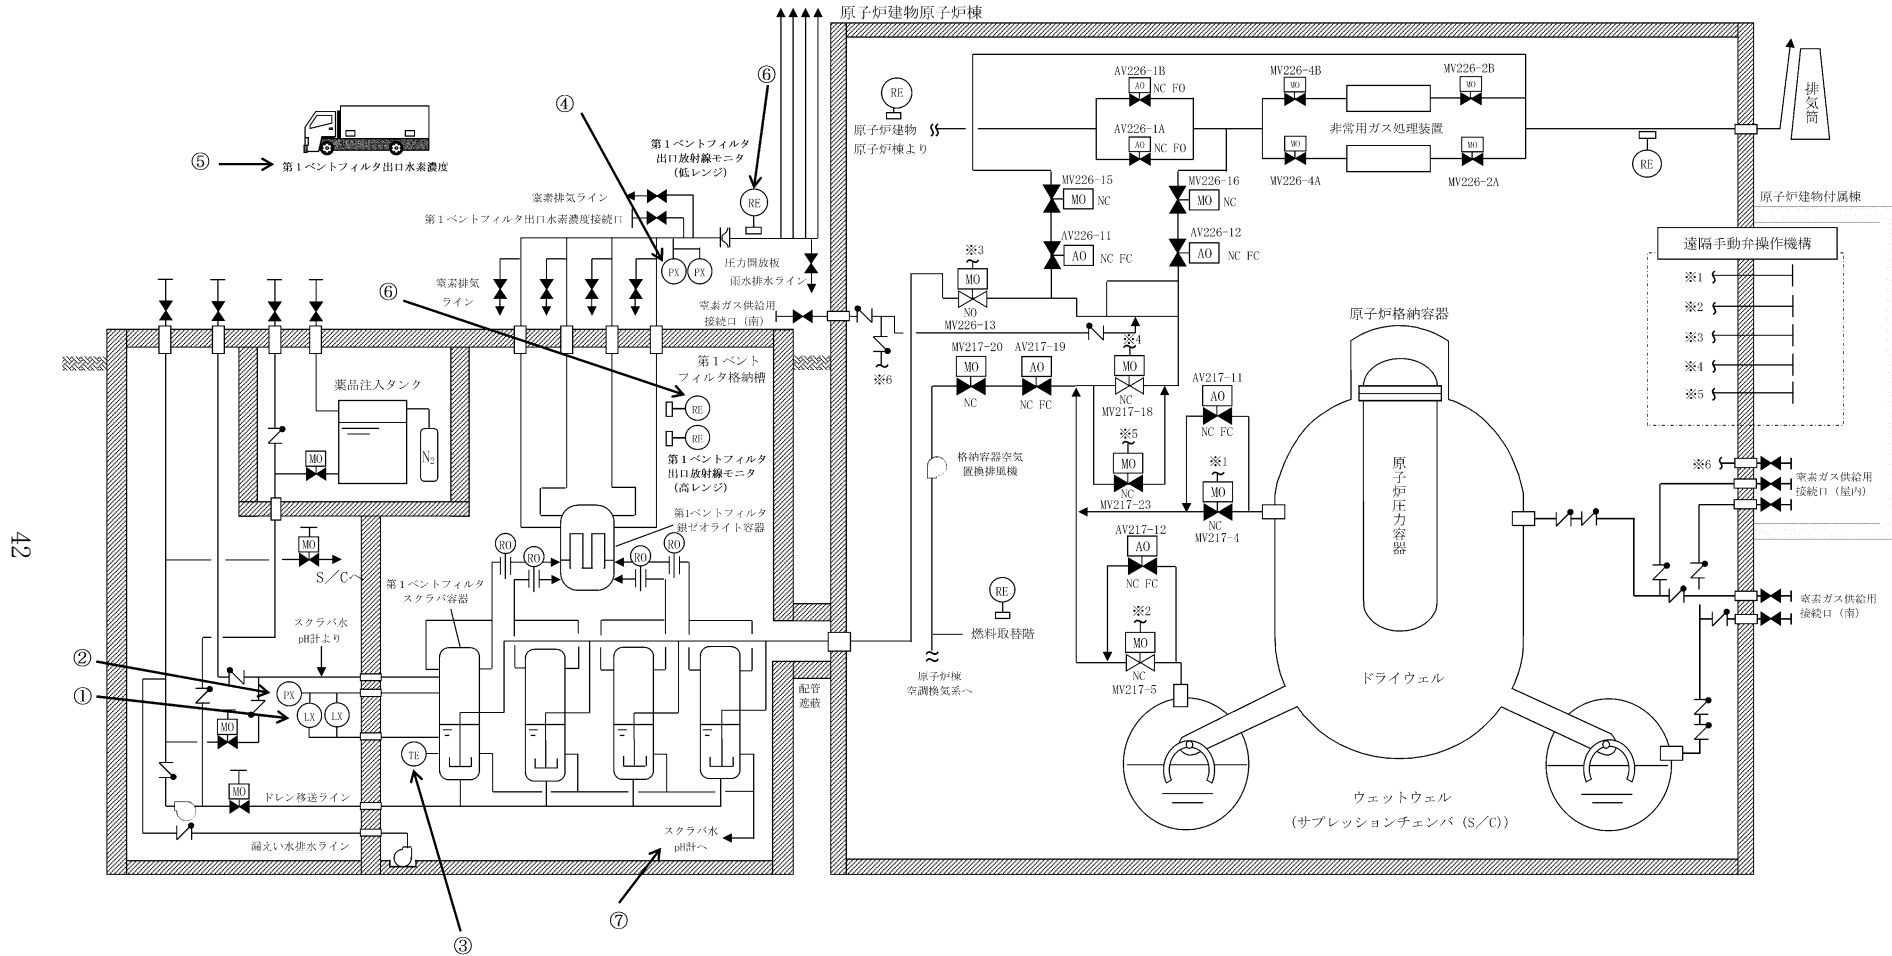 原子炉建物原子炉棟
⑥
④
⑤
第1ベントフィルタ出口水素濃度
第1ベントフィルタ
出口放射線モニタ
(低レンジ)
RE
窒素排気ライン
第1ベントフィルタ出口水素濃度接続口
PX
PX
圧力開放板
雨水排水ライン
窒素排気
ライン
⑥
窒素ガス供給用
接続口(南)
第1ベント
フィルタ格納槽
RE
RE
第1ベントフィルタ
出口放射線モニタ
(高レンジ)
薬品注入タンク
MO
N₂
第1ベントフィルタ
銀ゼオライト容器
RO
RO
RO
RO
MO
S/Cへ
第1ベントフィルタ
スクラバ容器
スクラバ水
pH計より
②
①
PX
LX
LX
MO
TE
MO
ドレン移送ライン
漏えい水排水ライン
スクラバ水
pH計へ
配管
遮蔽
⑦
③
42
RE
原子炉建物
原子炉棟より
AV226-1B
AO
NC FO
AV226-1A
AO
NC FO
MV226-4B
MO
MV226-2B
MO
非常用ガス処理装置
MO
MO
MV226-4A
MV226-2A
RE
排気筒
MV226-15
MO
NC
MV226-16
MO
NC
AV226-11
AO
NC FC
AV226-12
AO
NC FC
※3
MO
NO
MV226-13
※6
MV217-20
MO
NC
AV217-19
AO
NC FC
※4
MO
NC
MV217-18
※5
MO
NC
MV217-23
AV217-11
AO
NC FC
※1
MO
NC
MV217-4
格納容器空気
置換排風機
AV217-12
AO
NC FC
※2
MO
NC
MV217-5
RE
燃料取替階
原子炉棟
空調換気系へ
原子炉格納容器
原子炉圧力容器
ドライウェル
ウェットウェル
(サプレッションチェンバ(S/C))
原子炉建物付属棟
遠隔手動弁操作機構
※1
※2
※3
※4
※5
※6
窒素ガス供給用
接続口(屋内)
窒素ガス供給用
接続口(南)